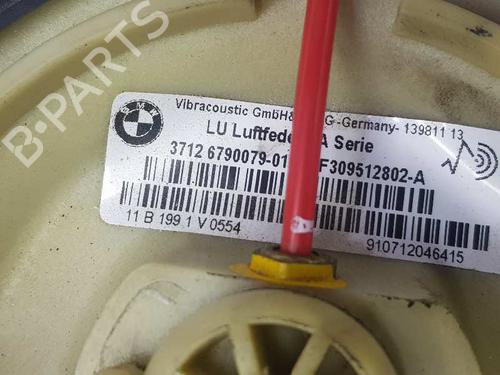 BMW
Vibracoustic GmbH& G -Germany- 139811 13
LU Luftfede A Serie
3712 6790079-01 F309512802-A
11 B 199 1 V 0554
910712046415
B-PARTS